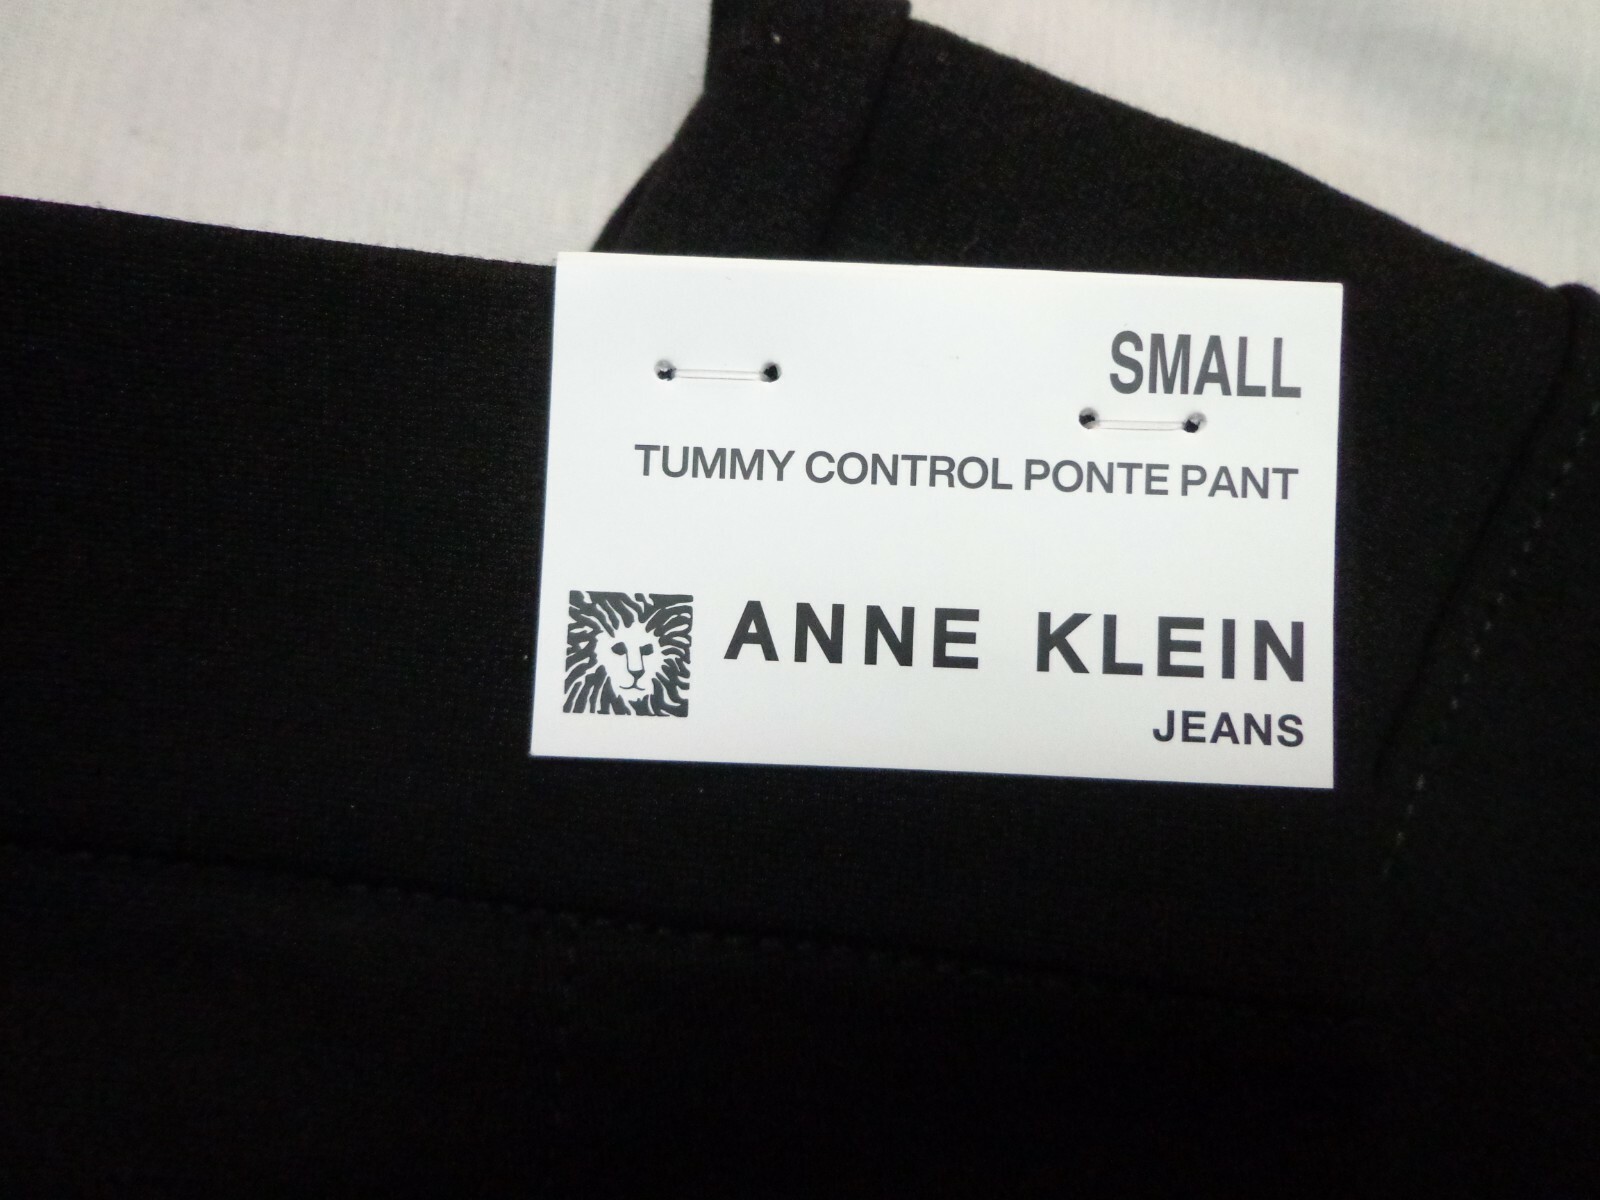 SMALL
TUMMY CONTROL PONTE PANT
ANNE KLEIN
JEANS